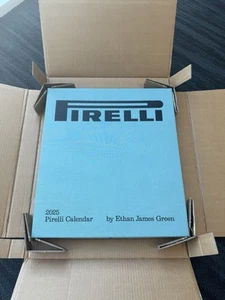 PIRELLI
2025
Pirelli Calendar by Ethan James Green